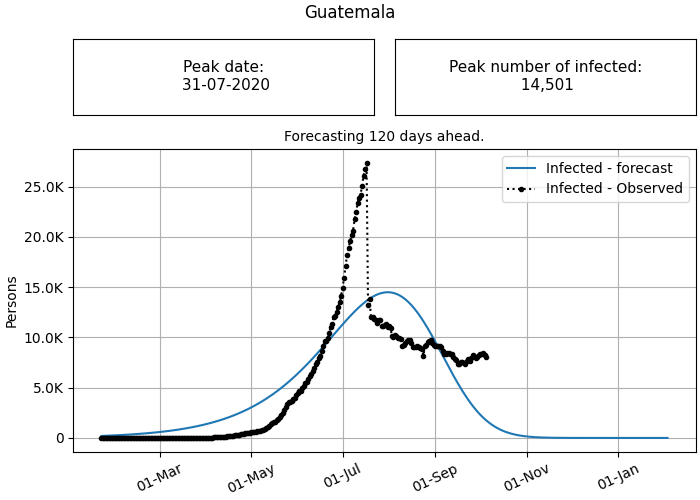 Guatemala
Peak date:
31-07-2020
Peak number of infected:
14,501
Forecasting 120 days ahead.
Infected - forecast
Infected - Observed
25.0K
20.0K
15.0K
10.0K
5.0K
0
Persons
01-Mar
01-May
01-Jul
01-Sep
01-Nov
01-Jan